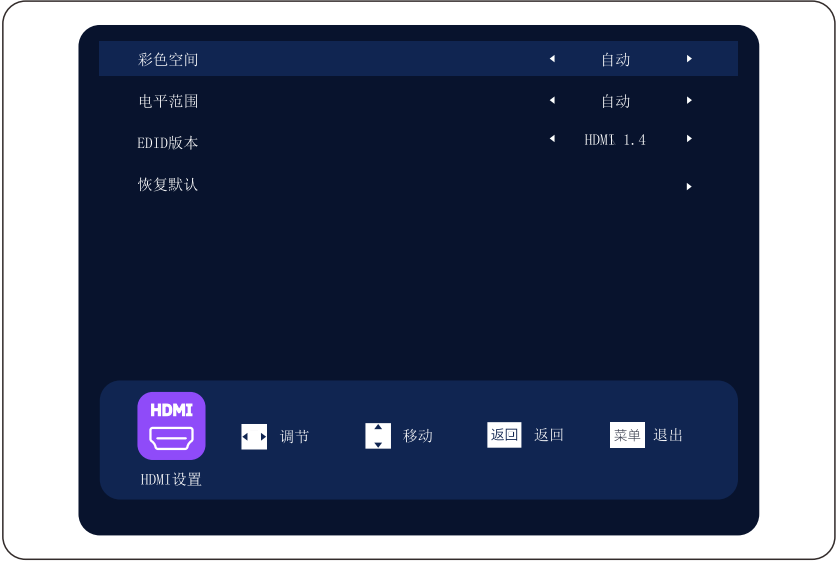 彩色空间 自动
电平范围 自动
EDID版本 HDMI 1.4
恢复默认
HDMI
调节 移动 返回 返回 菜单 退出
HDMI设置